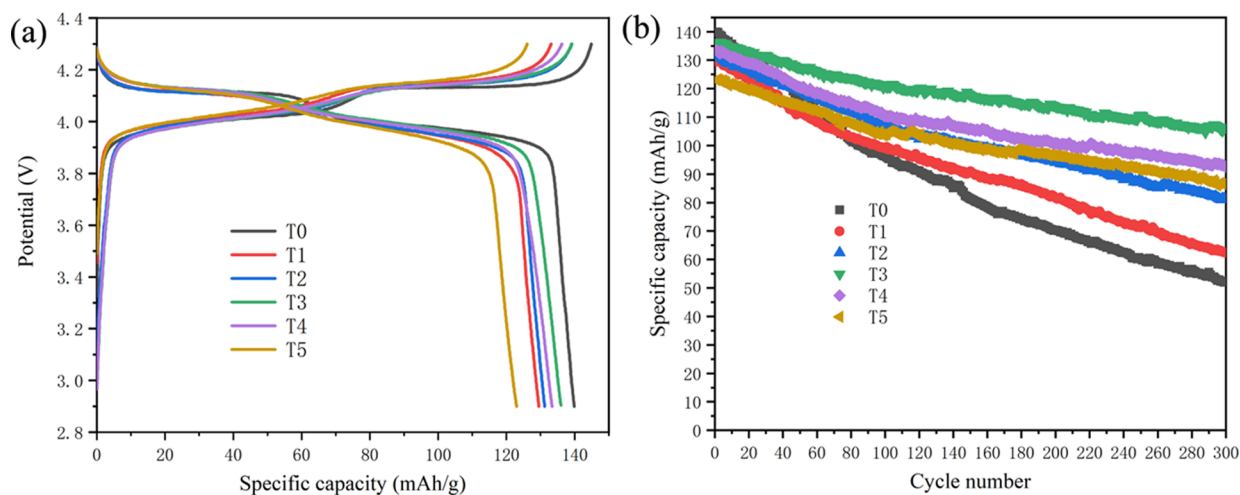 (a)
4.4
4.2
4.0
3.8
3.6
3.4
3.2
3.0
2.8
Potential (V)
T0
T1
T2
T3
T4
T5
0 20 40 60 80 100 120 140
Specific capacity (mAh/g)
(b)
140
130
120
110
100
90
80
70
60
50
40
30
20
10
0
Specific capacity (mAh/g)
T0
T1
T2
T3
T4
T5
0 20 40 60 80 100 120 140 160 180 200 220 240 260 280 300
Cycle number